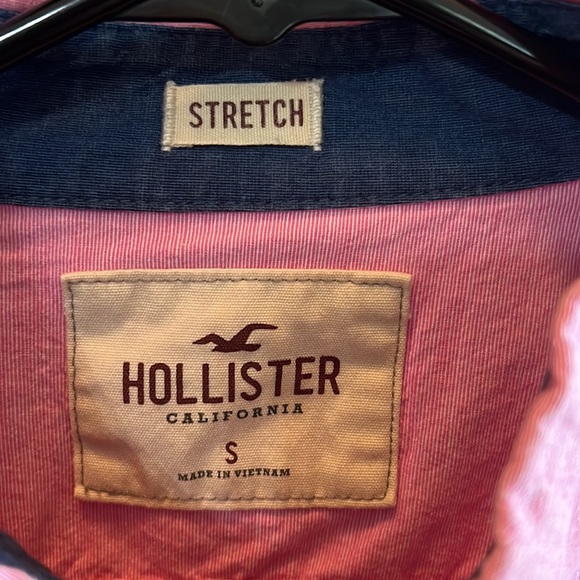 STRETCH
HOLLISTER
CALIFORNIA
S
MADE IN VIETNAM